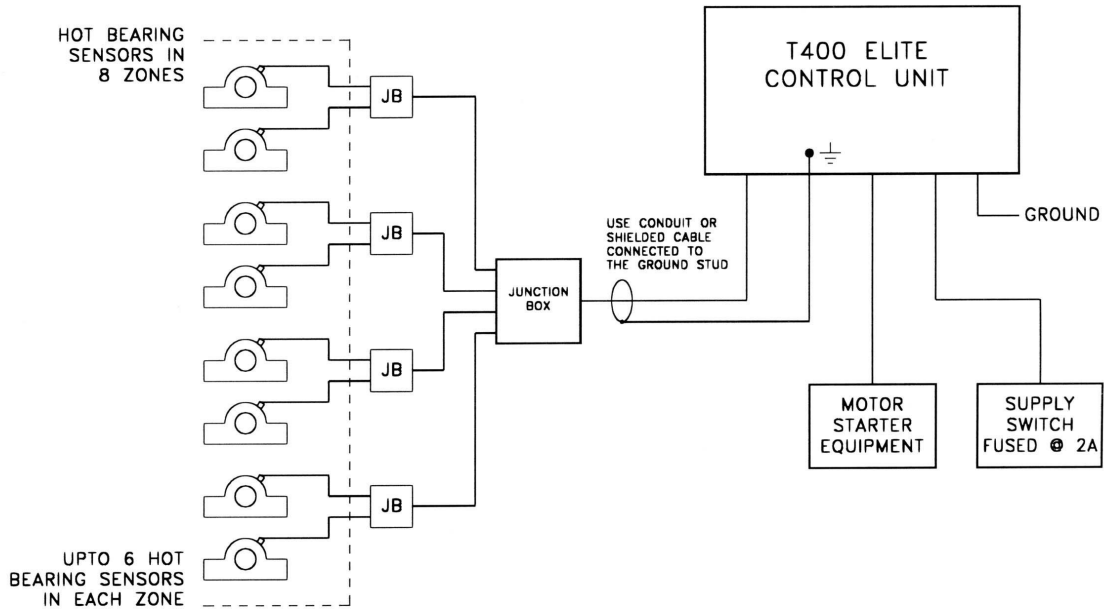 HOT BEARING
SENSORS IN
8 ZONES
JB
JB
JB
JB
UPTO 6 HOT
BEARING SENSORS
IN EACH ZONE
JUNCTION
BOX
USE CONDUIT OR
SHIELDED CABLE
CONNECTED TO
THE GROUND STUD
T400 ELITE
CONTROL UNIT
GROUND
MOTOR
STARTER
EQUIPMENT
SUPPLY
SWITCH
FUSED @ 2A